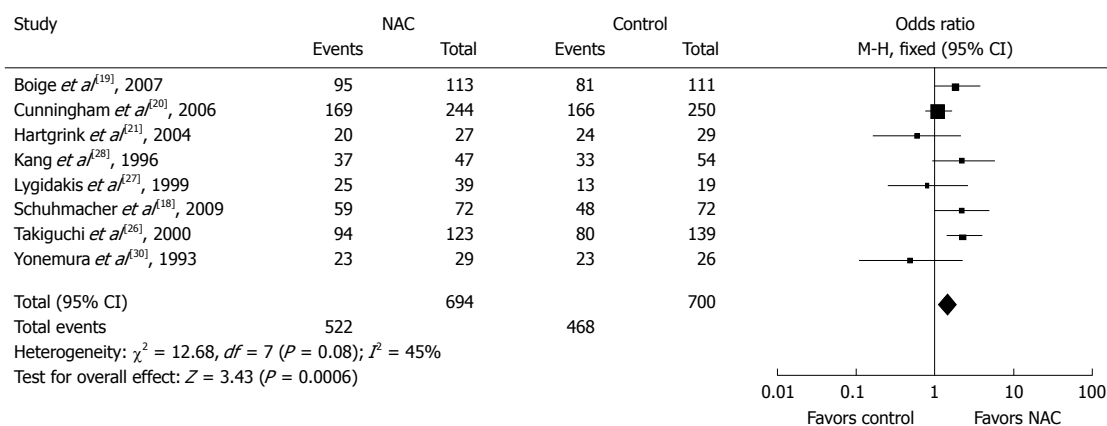 Study NAC Control Odds ratio
Events Total Events Total M-H, fixed (95% CI)
Boige et al[19], 2007 95 113 81 111
Cunningham et al[20], 2006 169 244 166 250
Hartgrink et al[21], 2004 20 27 24 29
Kang et al[28], 1996 37 47 33 54
Lygidakis et al[27], 1999 25 39 13 19
Schuhmacher et al[18], 2009 59 72 48 72
Takiguchi et al[26], 2000 94 123 80 139
Yonemura et al[30], 1993 23 29 23 26
Total (95% CI) 694 700
Total events 522 468
Heterogeneity: χ2 = 12.68, df = 7 (P = 0.08); I2 = 45%
Test for overall effect: Z = 3.43 (P = 0.0006)
0.01 0.1 1 10 100
Favors control Favors NAC